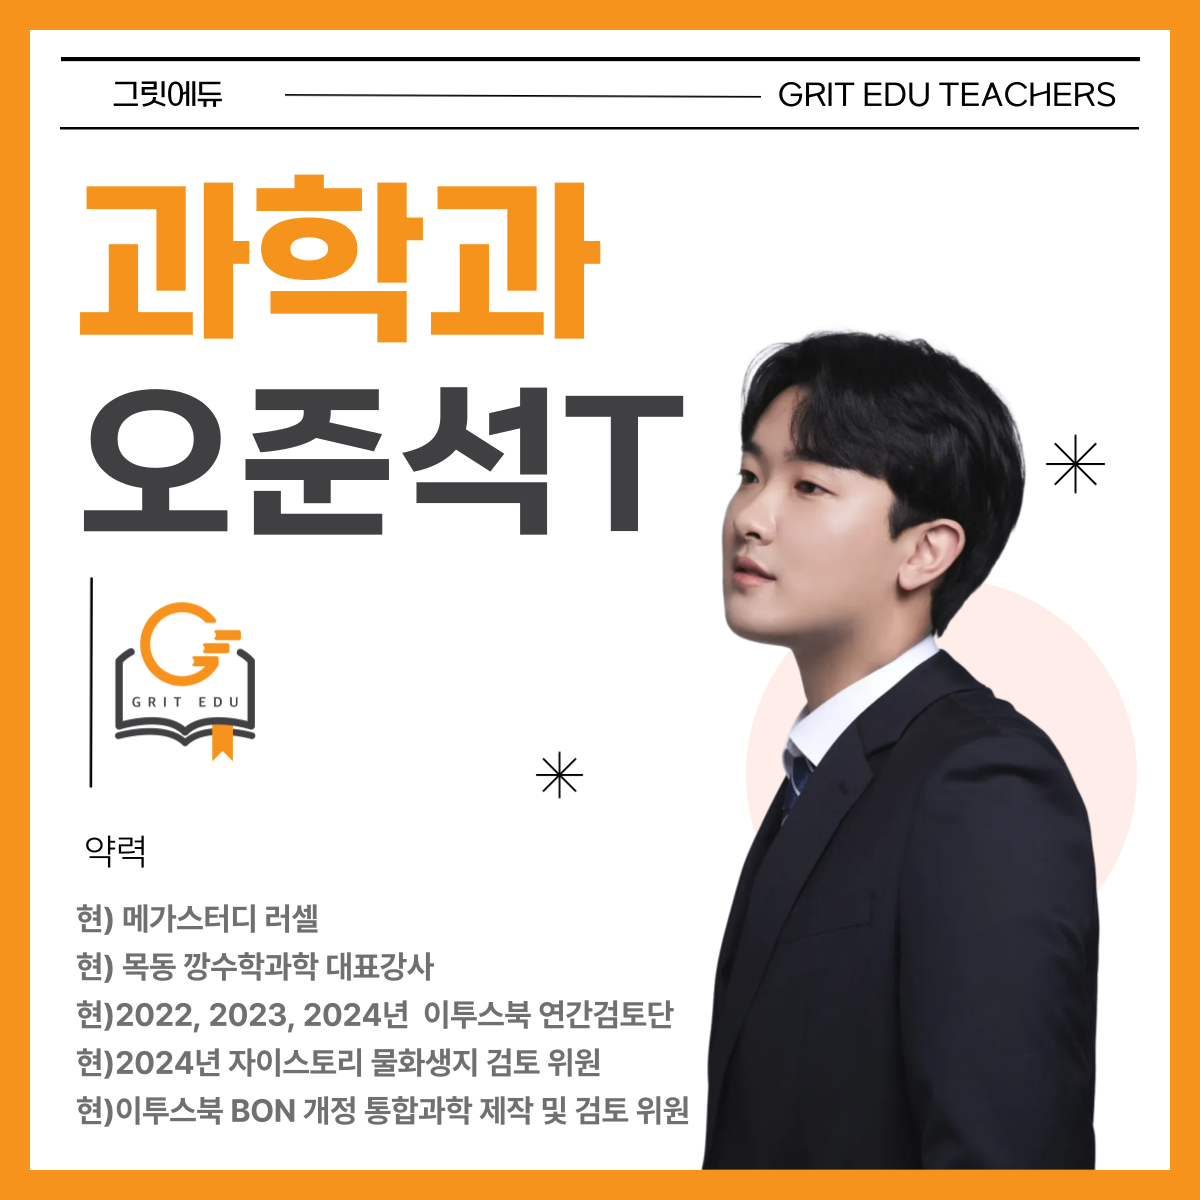 그릿에듀
GRIT EDU TEACHERS
과학과
오준석T
GRIT EDU
약력
현) 메가스터디 러셀
현) 목동 깡수학과학 대표강사
현)2022, 2023, 2024년 이투스북 연간검토단
현)2024년 자이스토리 물화생지 검토 위원
현)이투스북 BON 개정 통합과학 제작 및 검토 위원